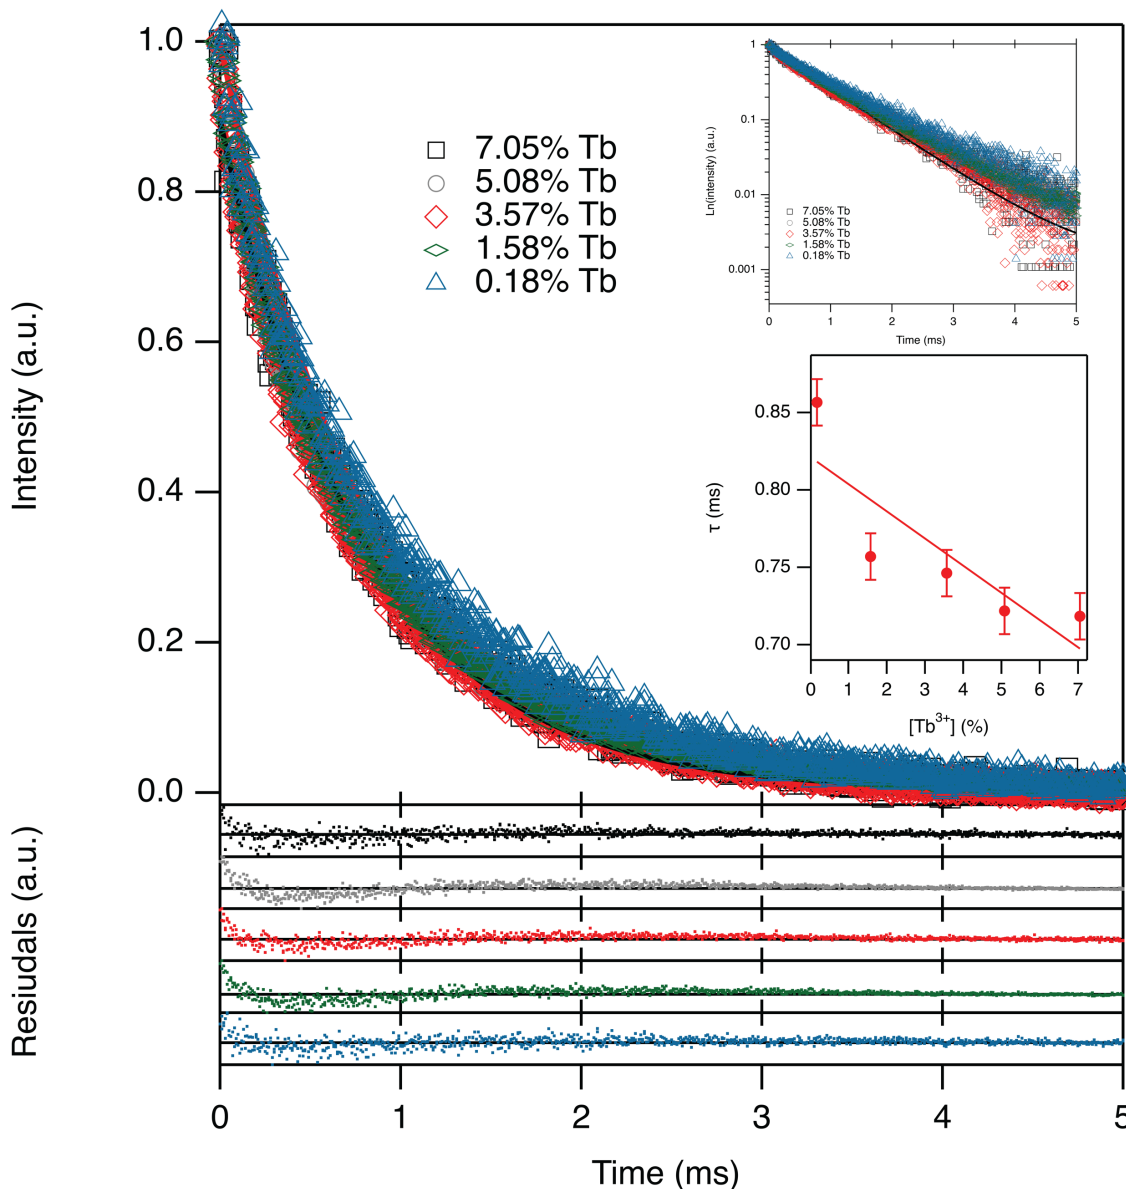 Intensity (a.u.)
1.0
0.8
0.6
0.4
0.2
0.0
7.05% Tb
5.08% Tb
3.57% Tb
1.58% Tb
0.18% Tb
Ln(intensity) (a.u.)
1
0.1
0.01
0.001
7.05% Tb
5.08% Tb
3.57% Tb
1.58% Tb
0.18% Tb
0 1 2 3 4 5
Time (ms)
τ (ms)
0.85
0.80
0.75
0.70
0 1 2 3 4 5 6 7
[Tb³⁺] (%)
Resiudals (a.u.)
0 1 2 3 4 5
Time (ms)